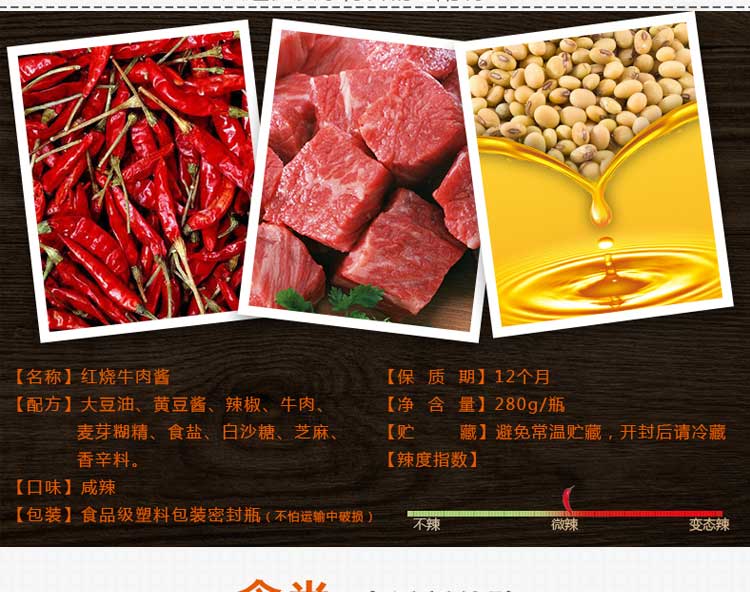 【名称】红烧牛肉酱
【配方】大豆油、黄豆酱、辣椒、牛肉、
麦芽糊精、食盐、白沙糖、芝麻、
香辛料。
【口味】咸辣
【包装】食品级塑料包装密封瓶（不怕运输中破损）
【保 质 期】12个月
【净 含 量】280g/瓶
【贮 藏】避免常温贮藏，开封后请冷藏
【辣度指数】
不辣 微辣 变态辣